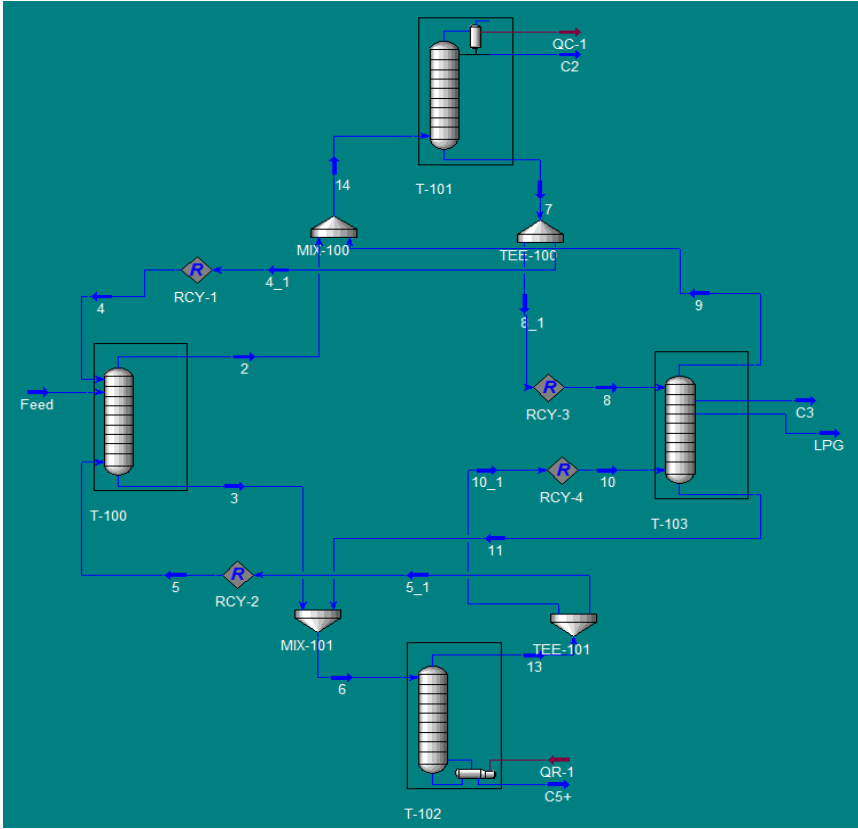 QC-1
C2
T-101
14
7
MIX-100
TEE-100
R
4_1
RCY-1
4
9
8_1
2
Feed
R
8
RCY-3
C3
LPG
R
10_1
10
RCY-4
3
T-100
T-103
11
R
5
5_1
RCY-2
MIX-101
TEE-101
13
6
QR-1
C5+
T-102